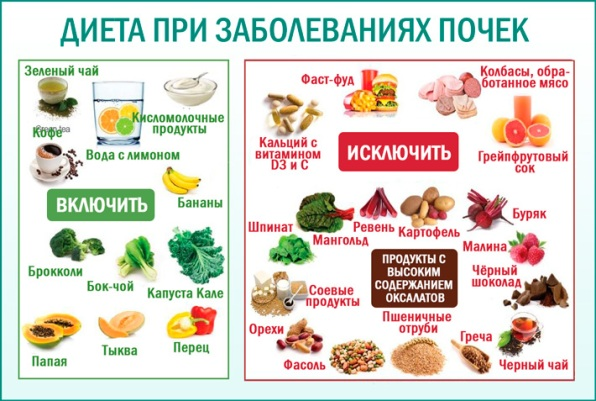 ДИЕТА ПРИ ЗАБОЛЕВАНИЯХ ПОЧЕК
Зеленый чай
Кисломолочные
продукты
Кофе
Вода с лимоном
ВКЛЮЧИТЬ
Бананы
Брокколи
Бок-чой
Капуста Кале
Папая
Тыква
Перец
Фаст-фуд
Колбасы, обра-
ботанное мясо
Кальций с
витамином
D3 и C
ИСКЛЮЧИТЬ
Грейпфрутовый
сок
Шпинат
Мангольд
Ревень
Картофель
Буряк
Малина
ПРОДУКТЫ С
ВЫСОКИМ
СОДЕРЖАНИЕМ
ОКСАЛАТОВ
Чёрный
шоколад
Соевые
продукты
Орехи
Пшеничные
отруби
Греча
Фасоль
Черный чай